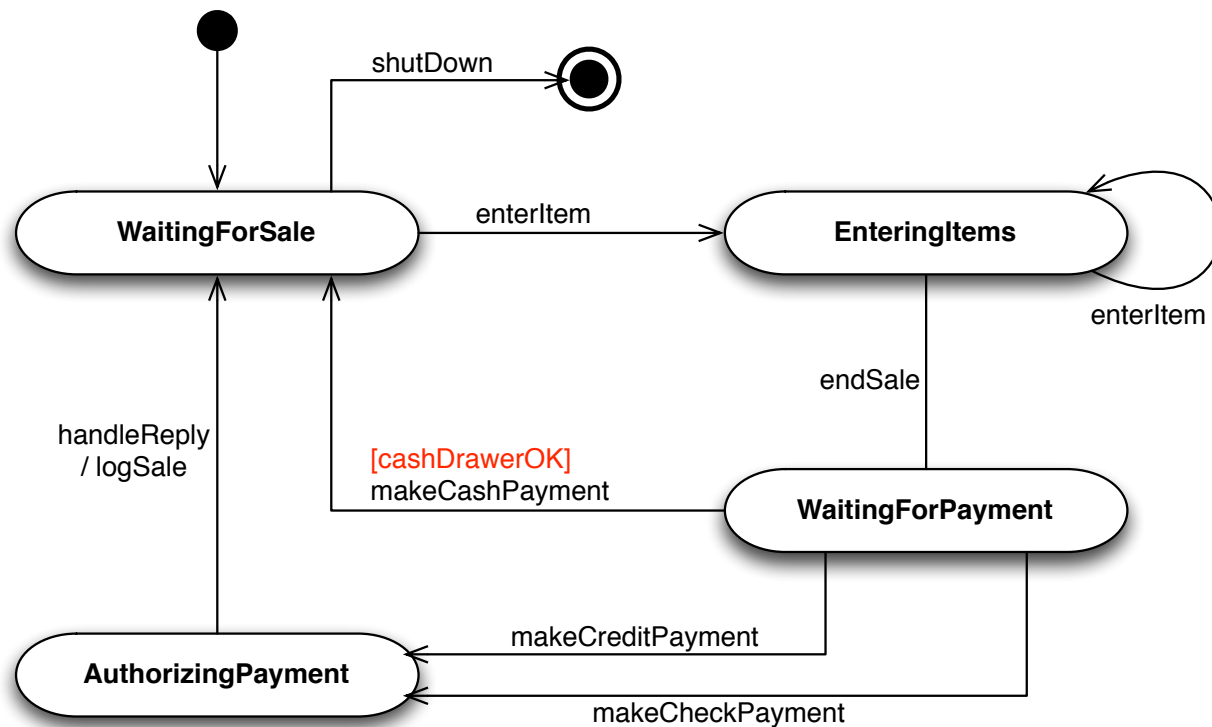 shutDown
WaitingForSale
enterItem
EnteringItems
enterItem
endSale
handleReply
/ logSale
[cashDrawerOK]
makeCashPayment
WaitingForPayment
makeCreditPayment
AuthorizingPayment
makeCheckPayment